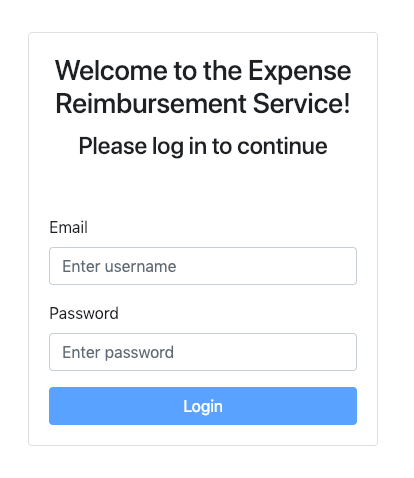 Welcome to the Expense
Reimbursement Service!
Please log in to continue
Email
Enter username
Password
Enter password
Login